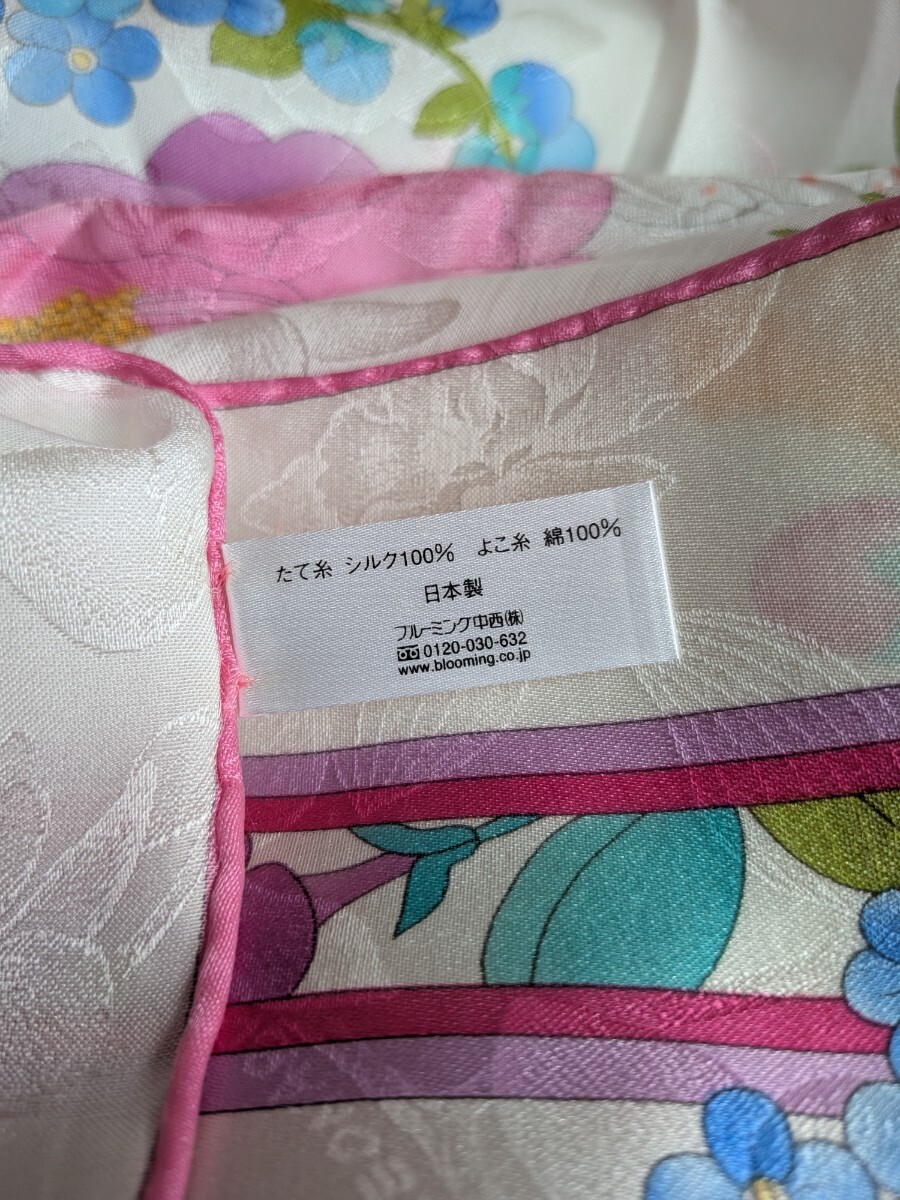 たて糸 シルク100% よこ糸 綿100%
日本製
ブルーミング中西㈱
0120-030-632
www.blooming.co.jp